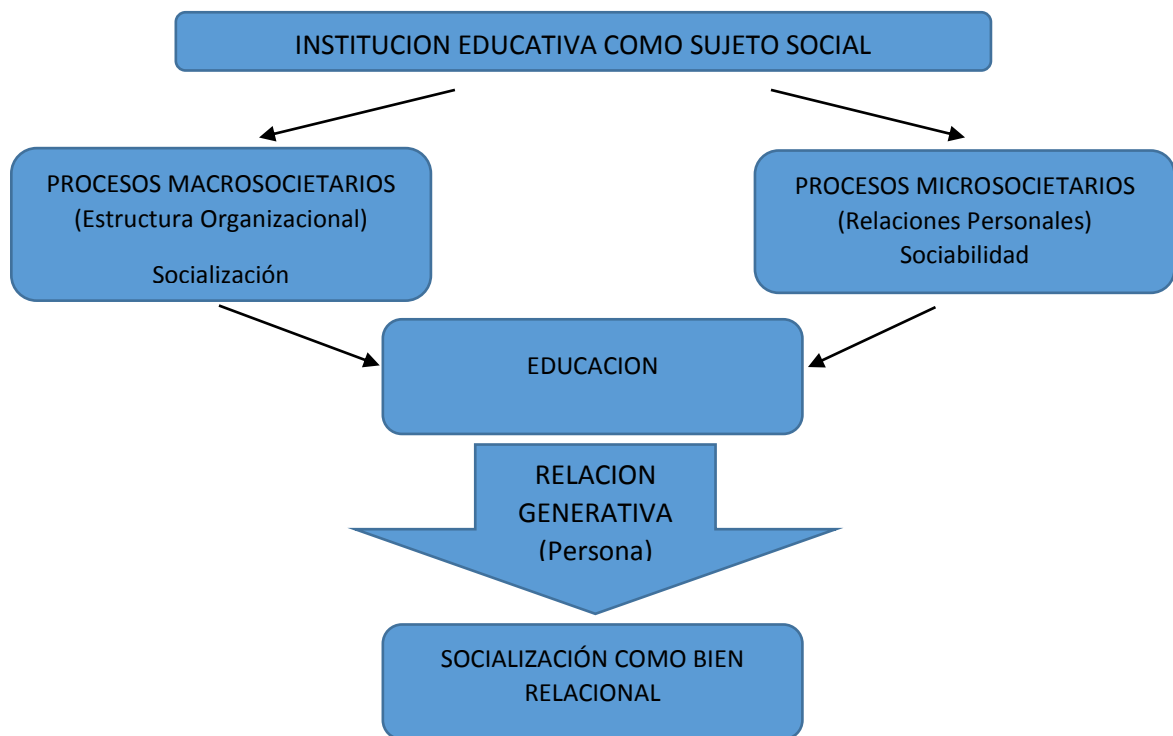 INSTITUCION EDUCATIVA COMO SUJETO SOCIAL
PROCESOS MACROSOCIETARIOS
(Estructura Organizacional)
Socialización
PROCESOS MICROSOCIETARIOS
(Relaciones Personales)
Sociabilidad
EDUCACION
RELACION
GENERATIVA
(Persona)
SOCIALIZACIÓN COMO BIEN
RELACIONAL